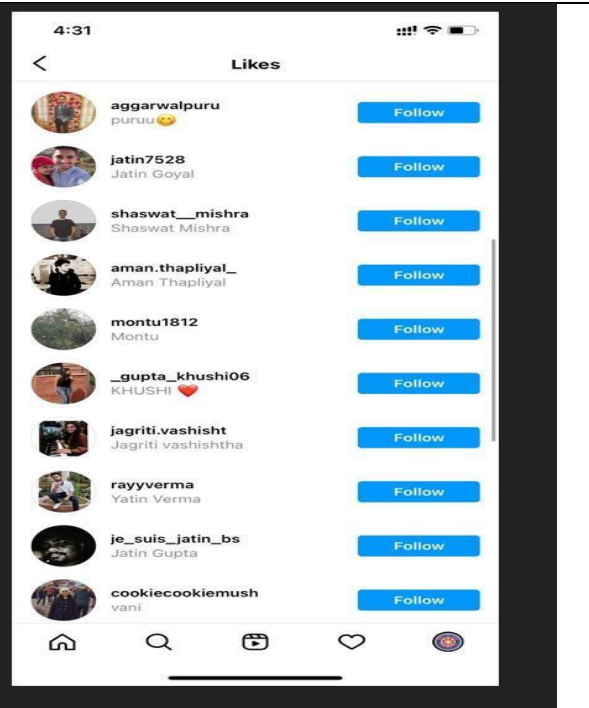 4:31
Likes
aggarwalpuru
puruu😋
Follow
jatin7528
Jatin Goyal
Follow
shaswat__mishra
Shaswat Mishra
Follow
aman.thapliyal_
Aman Thapliyal
Follow
montu1812
Montu
Follow
_gupta_khushi06
KHUSHI ❤️
Follow
jagriti.vashisht
Jagriti vashishtha
Follow
rayyverma
Yatin Verma
Follow
je_suis_jatin_bs
Jatin Gupta
Follow
cookiecookiemush
vani
Follow